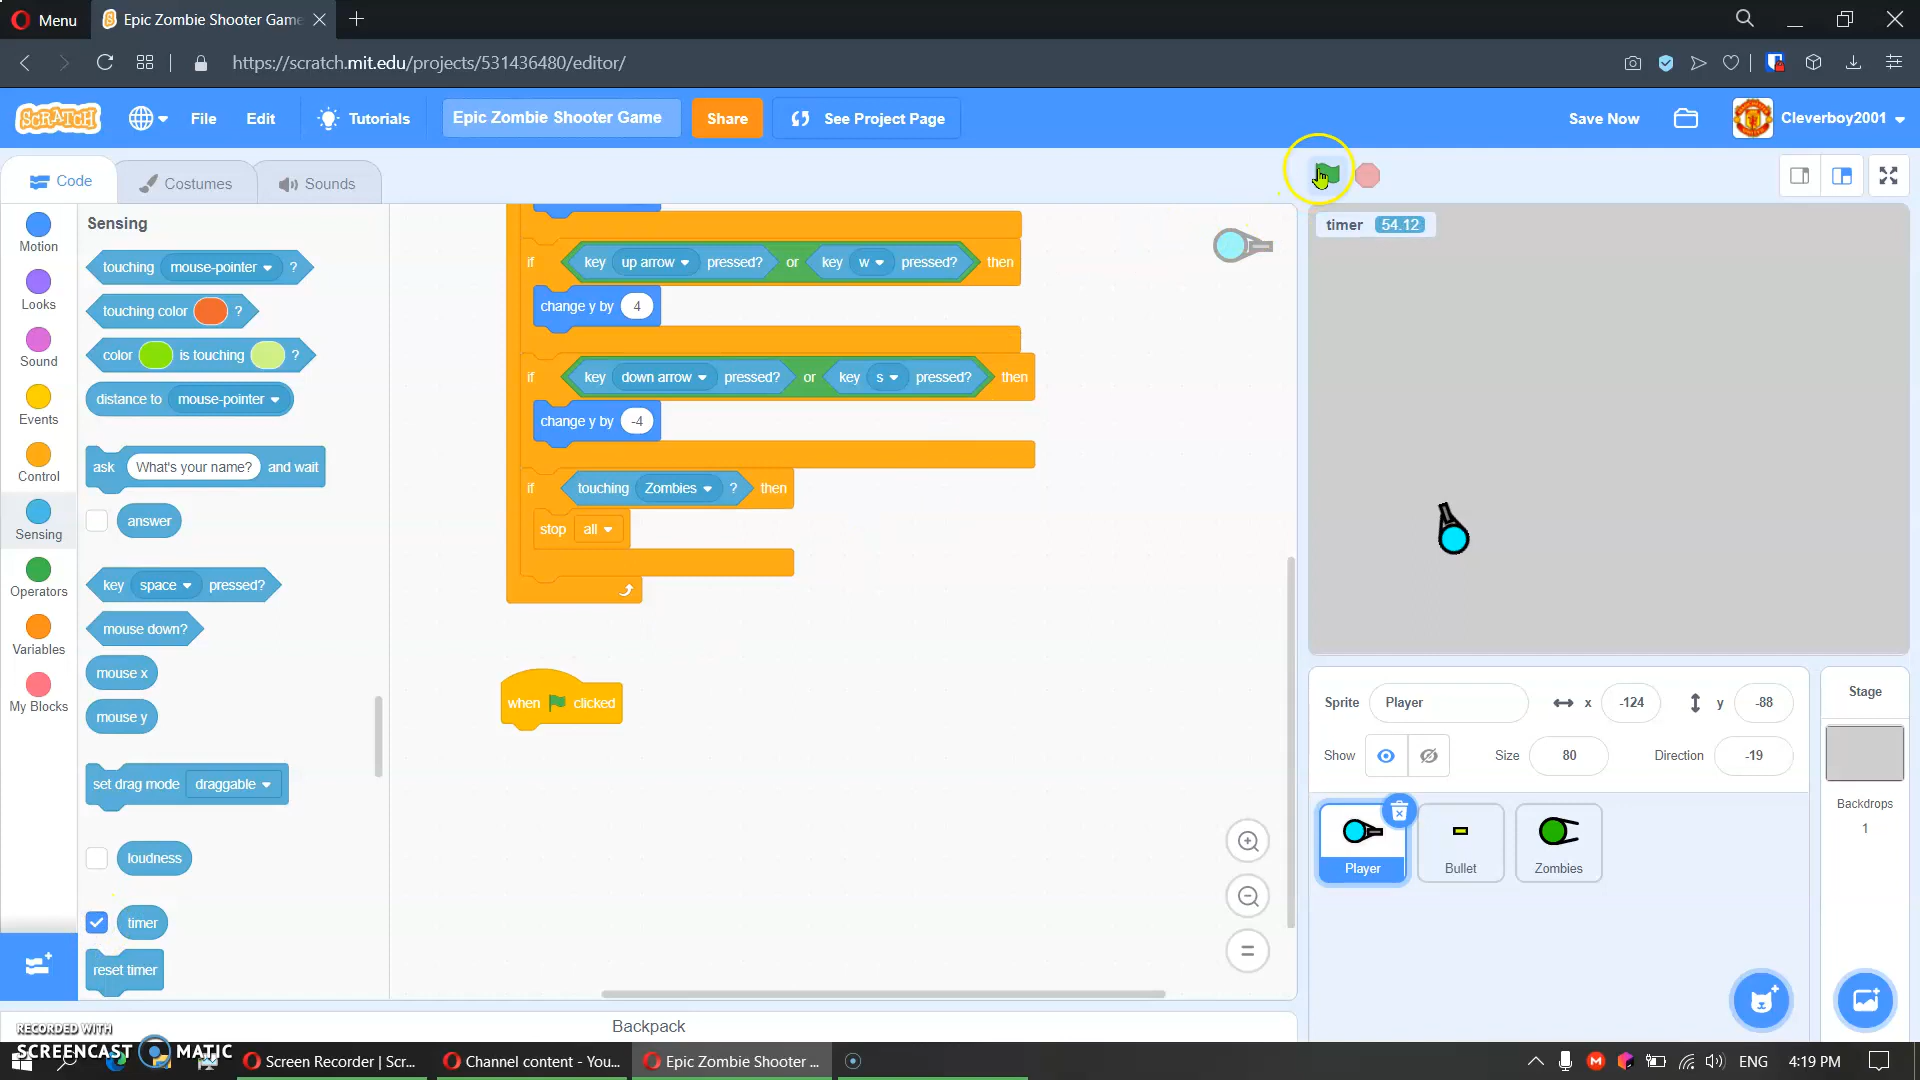 Menu
Epic Zombie Shooter Game
https://scratch.mit.edu/projects/531436480/editor/
SCRATCH
File
Edit
Tutorials
Epic Zombie Shooter Game
Share
See Project Page
Save Now
Cleverboy2001
Code
Costumes
Sounds
Motion
Looks
Sound
Events
Control
Sensing
Operators
Variables
My Blocks
Sensing
touching mouse-pointer ?
touching color ?
color is touching ?
distance to mouse-pointer
ask What's your name? and wait
answer
key space pressed?
mouse down?
mouse x
mouse y
set drag mode draggable
loudness
timer
reset timer
if key up arrow pressed? or key w pressed? then
change y by 4
if key down arrow pressed? or key s pressed? then
change y by -4
if touching Zombies ? then
stop all
when clicked
timer 54.12
Sprite Player x -124 y -88
Show Size 80 Direction -19
Player
Bullet
Zombies
Stage
Backdrops
1
Backpack
RECORDED WITH
SCREENCAST MATIC
Screen Recorder | Scr...
Channel content - You...
Epic Zombie Shooter ...
ENG
4:19 PM